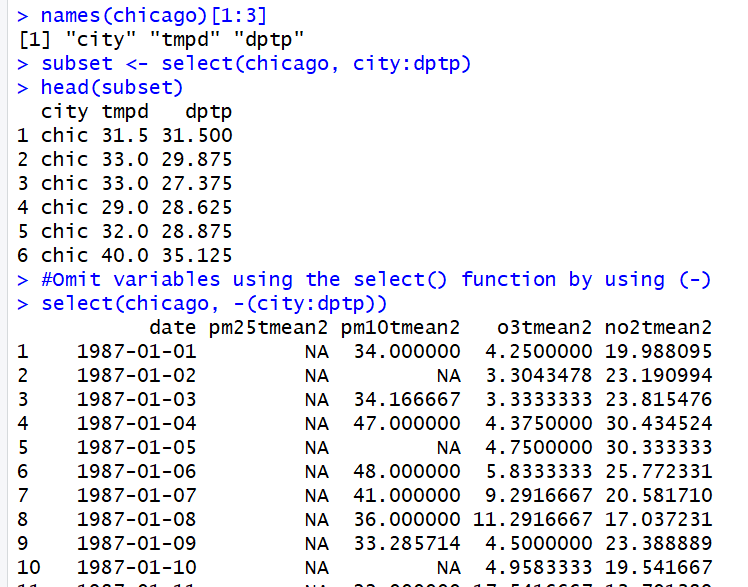 > names(chicago)[1:3]
[1] "city" "tmpd" "dptp"
> subset <- select(chicago, city:dptp)
> head(subset)
  city tmpd   dptp
1 chic 31.5 31.500
2 chic 33.0 29.875
3 chic 33.0 27.375
4 chic 29.0 28.625
5 chic 32.0 28.875
6 chic 40.0 35.125
> #Omit variables using the select() function by using (-)
> select(chicago, -(city:dptp))
           date pm25tmean2 pm10tmean2   o3tmean2 no2tmean2
1    1987-01-01         NA  34.000000  4.2500000 19.988095
2    1987-01-02         NA         NA  3.3043478 23.190994
3    1987-01-03         NA  34.166667  3.3333333 23.815476
4    1987-01-04         NA  47.000000  4.3750000 30.434524
5    1987-01-05         NA         NA  4.7500000 30.333333
6    1987-01-06         NA  48.000000  5.8333333 25.772331
7    1987-01-07         NA  41.000000  9.2916667 20.581710
8    1987-01-08         NA  36.000000 11.2916667 17.037231
9    1987-01-09         NA  33.285714  4.5000000 23.388889
10   1987-01-10         NA         NA  4.9583333 19.541667